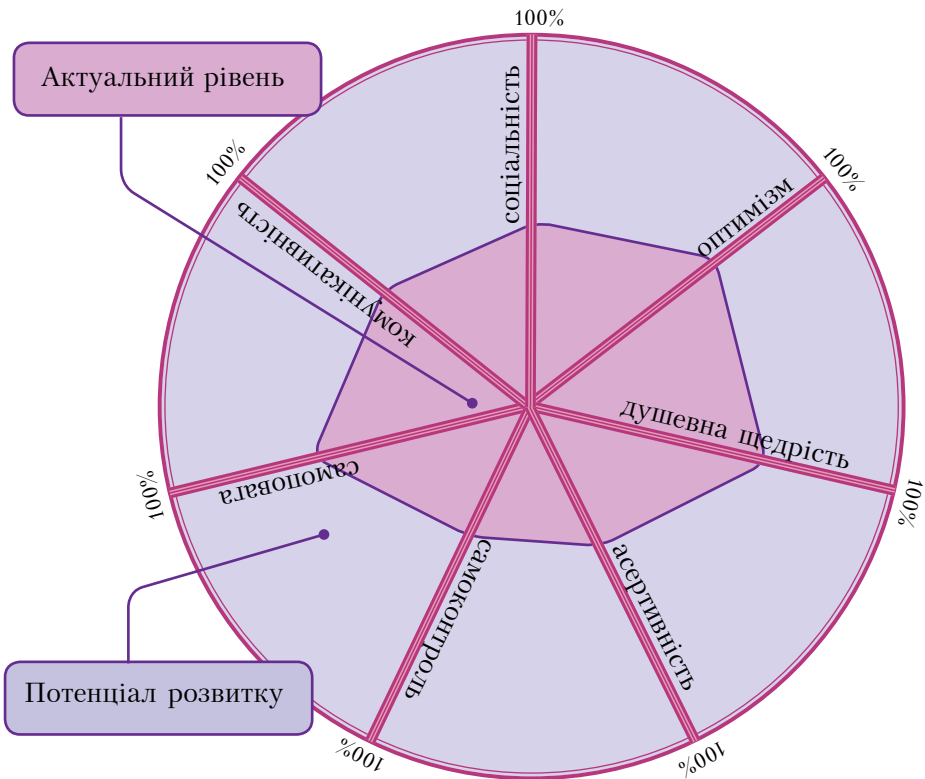 100%
Актуальний рівень
соціальність
100%
оптимізм
100%
комунікативність
душевна щедрість
100%
самоповага
100%
асертивність
самоконтроль
100%
100%
Потенціал розвитку